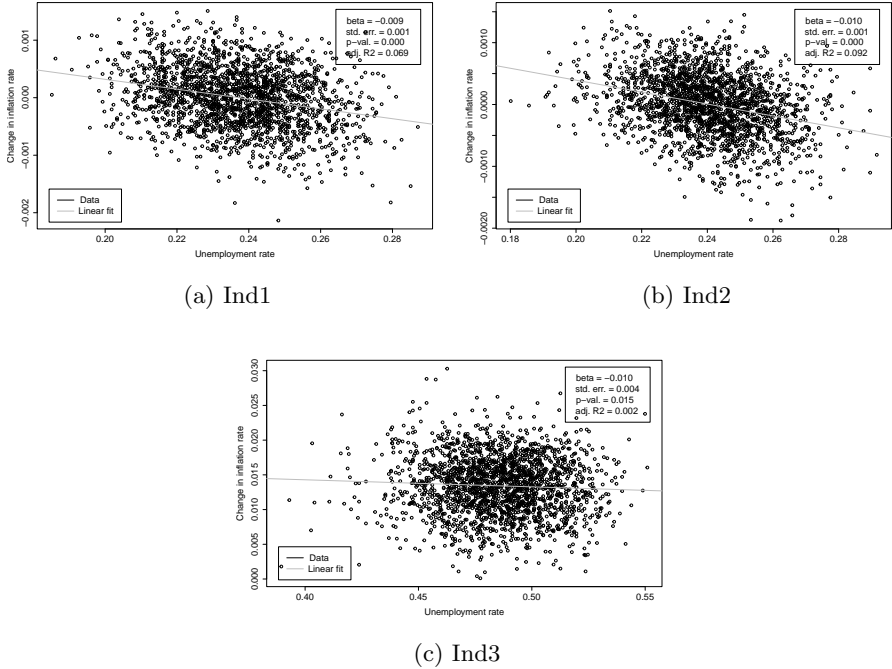 beta = −0.009
std. err. = 0.001
p−val. = 0.000
adj. R2 = 0.069
Change in inflation rate
0.001
0.000
−0.001
−0.002
Data
Linear fit
0.20 0.22 0.24 0.26 0.28
Unemployment rate
(a) Ind1
beta = −0.010
std. err. = 0.001
p−val. = 0.000
adj. R2 = 0.092
Change in inflation rate
0.0010
0.0000
−0.0010
−0.0020
Data
Linear fit
0.18 0.20 0.22 0.24 0.26 0.28
Unemployment rate
(b) Ind2
beta = −0.010
std. err. = 0.004
p−val. = 0.015
adj. R2 = 0.002
Change in inflation rate
0.030
0.025
0.020
0.015
0.010
0.005
0.000
Data
Linear fit
0.40 0.45 0.50 0.55
Unemployment rate
(c) Ind3